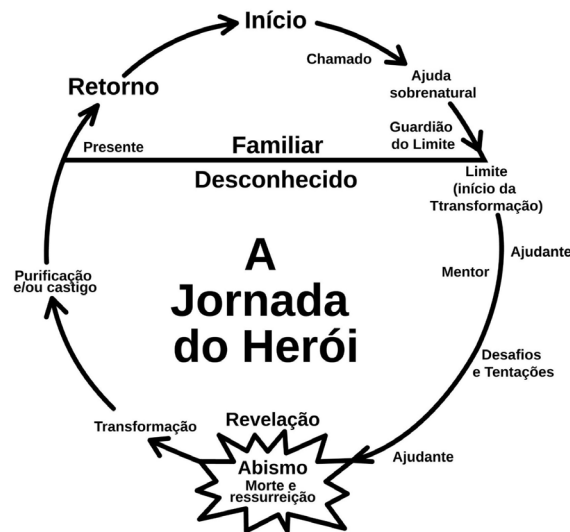 Início
Chamado
Ajuda
sobrenatural
Retorno
Guardião
do Limite
Presente
Familiar
Desconhecido
Limite
(início da
Ttransformação)
A
Jornada
do Herói
Ajudante
Mentor
Purificação
e/ou castigo
Desafios
e Tentações
Transformação
Revelação
Ajudante
Abismo
Morte e
ressurreição